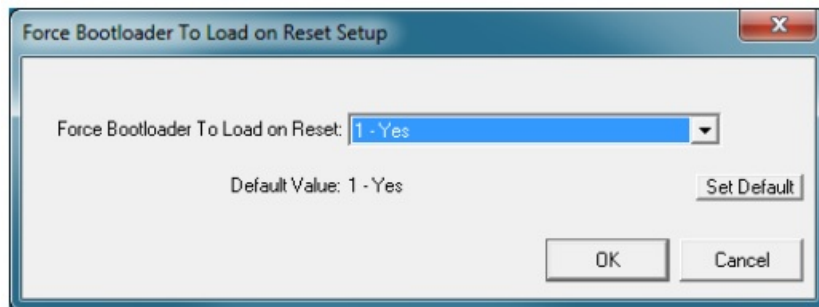 Force Bootloader To Load on Reset Setup
Force Bootloader To Load on Reset: 1 - Yes
Default Value: 1 - Yes Set Default
OK Cancel